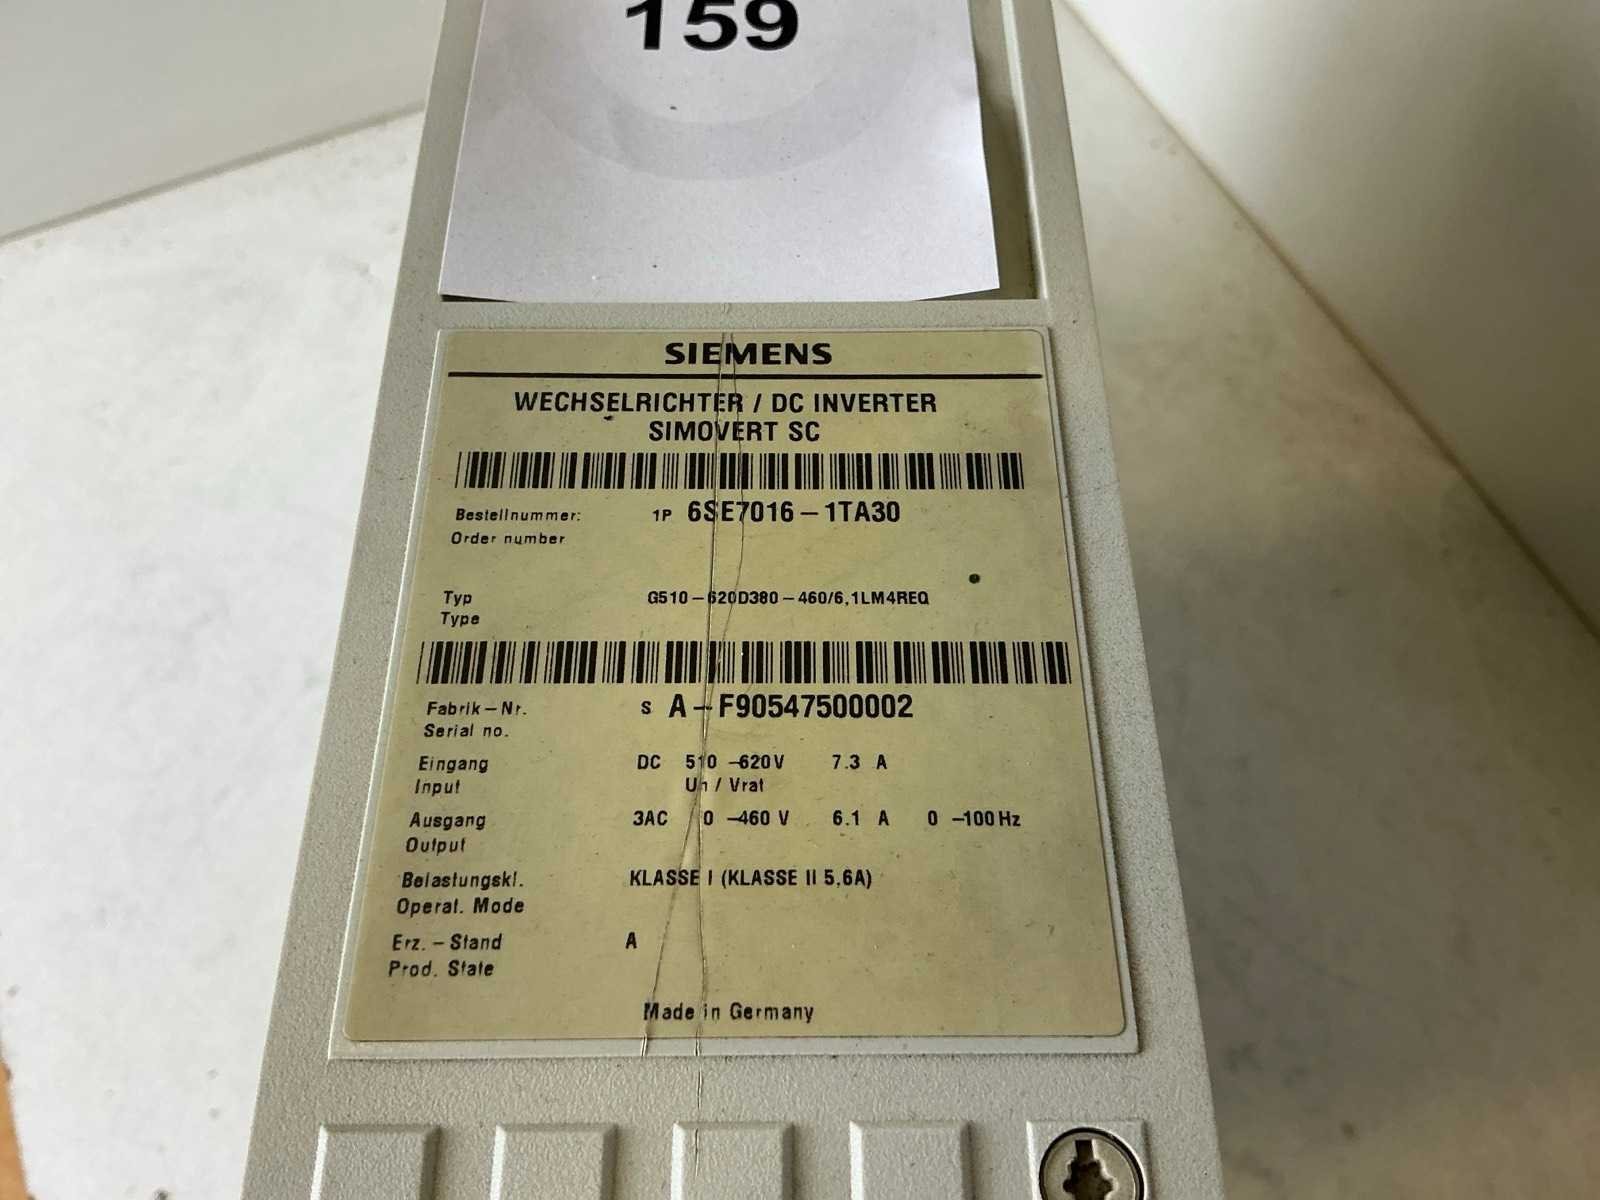 159
SIEMENS
WECHSELRICHTER / DC INVERTER
SIMOVERT SC
Bestellnummer: 1P 6SE7016-1TA30
Order number
Typ G510-620D380-460/6,1LM4REQ
Type
Fabrik-Nr. S A-F90547500002
Serial no.
Eingang DC 510 -620V 7.3 A
Input Un / Vrat
Ausgang 3AC 0 -460 V 6.1 A 0 -100Hz
Output
Belastungskl. KLASSE I (KLASSE II 5,6A)
Operat. Mode
Erz.-Stand A
Prod. State
Made in Germany